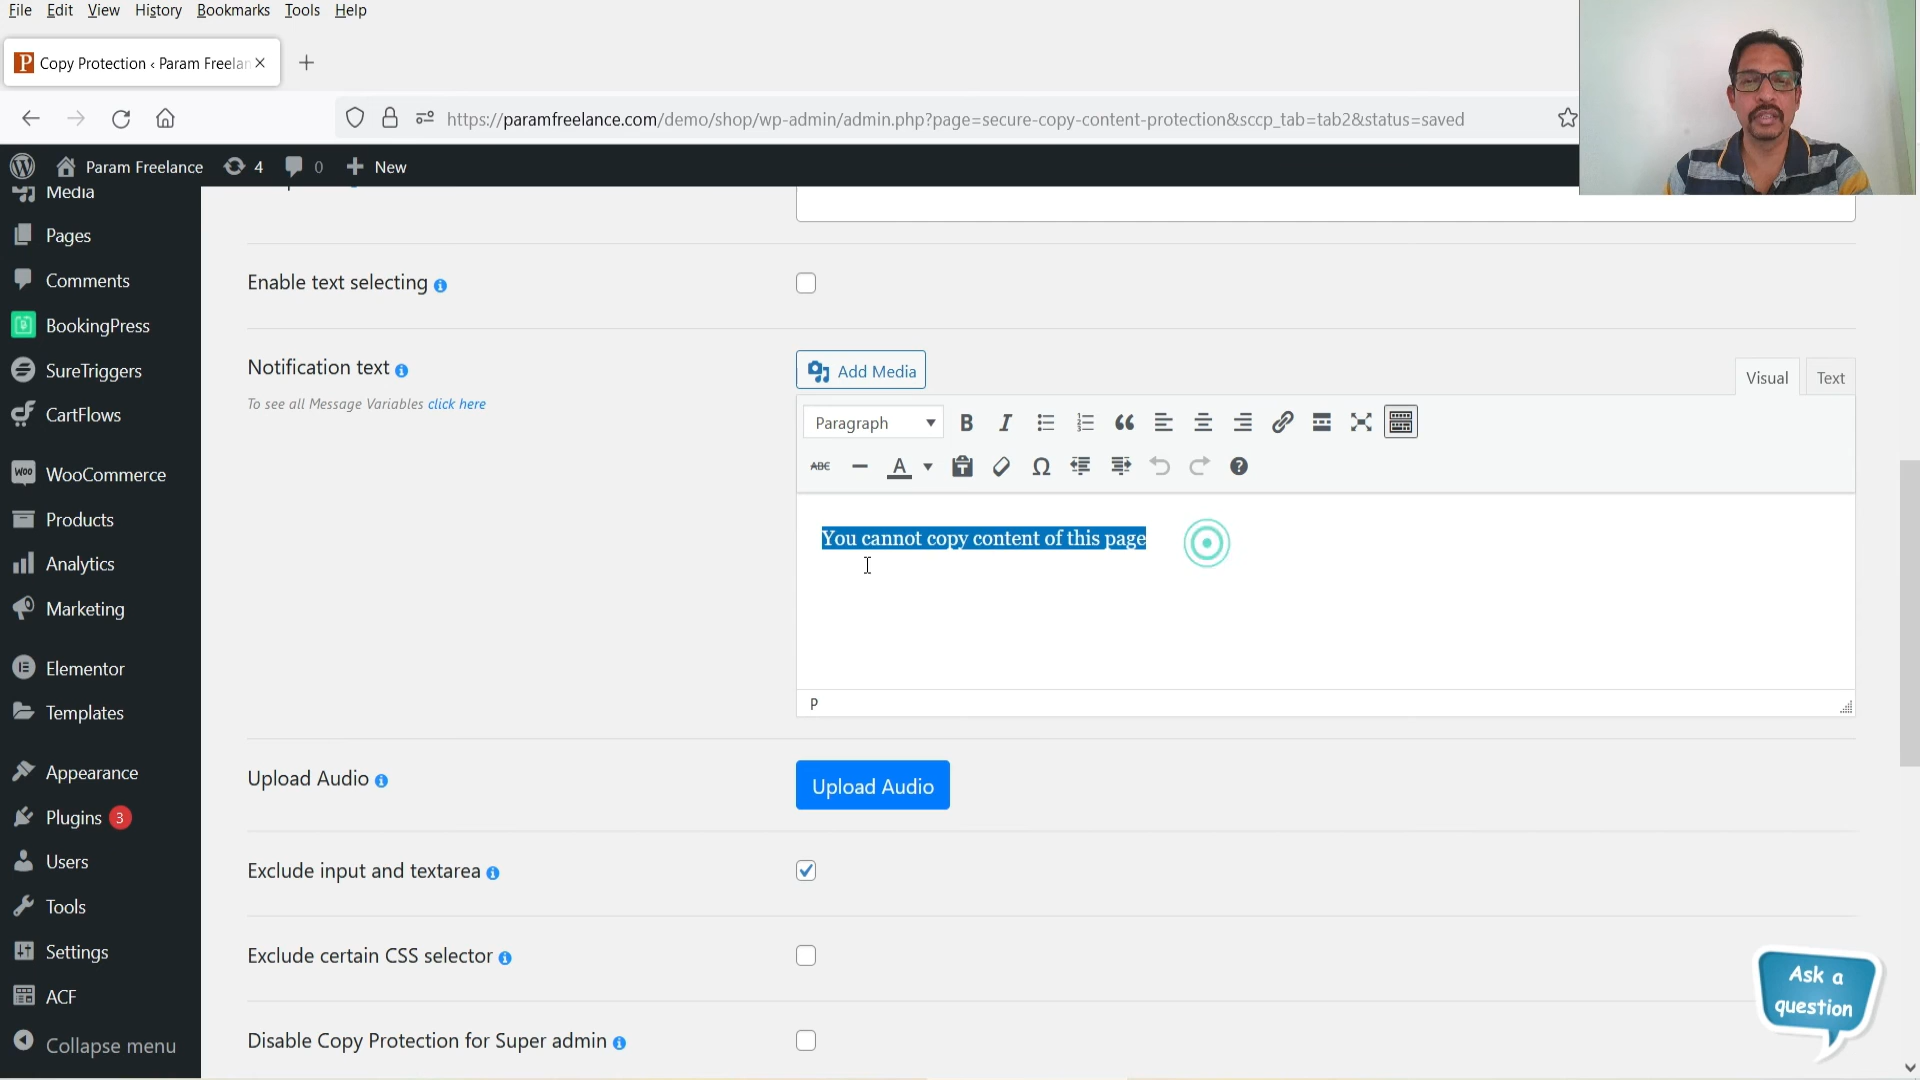 File Edit View History Bookmarks Tools Help
P Copy Protection ‹ Param Freelan
https://paramfreelance.com/demo/shop/wp-admin/admin.php?page=secure-copy-content-protection&sccp_tab=tab2&status=saved
Param Freelance 4 0 New
Media
Pages
Comments
BookingPress
SureTriggers
CartFlows
WooCommerce
Products
Analytics
Marketing
Elementor
Templates
Appearance
Plugins 3
Users
Tools
Settings
ACF
Collapse menu
Enable text selecting
Notification text
To see all Message Variables click here
Add Media
Visual Text
Paragraph
You cannot copy content of this page
P
Upload Audio
Upload Audio
Exclude input and textarea
Exclude certain CSS selector
Disable Copy Protection for Super admin
Ask a
question